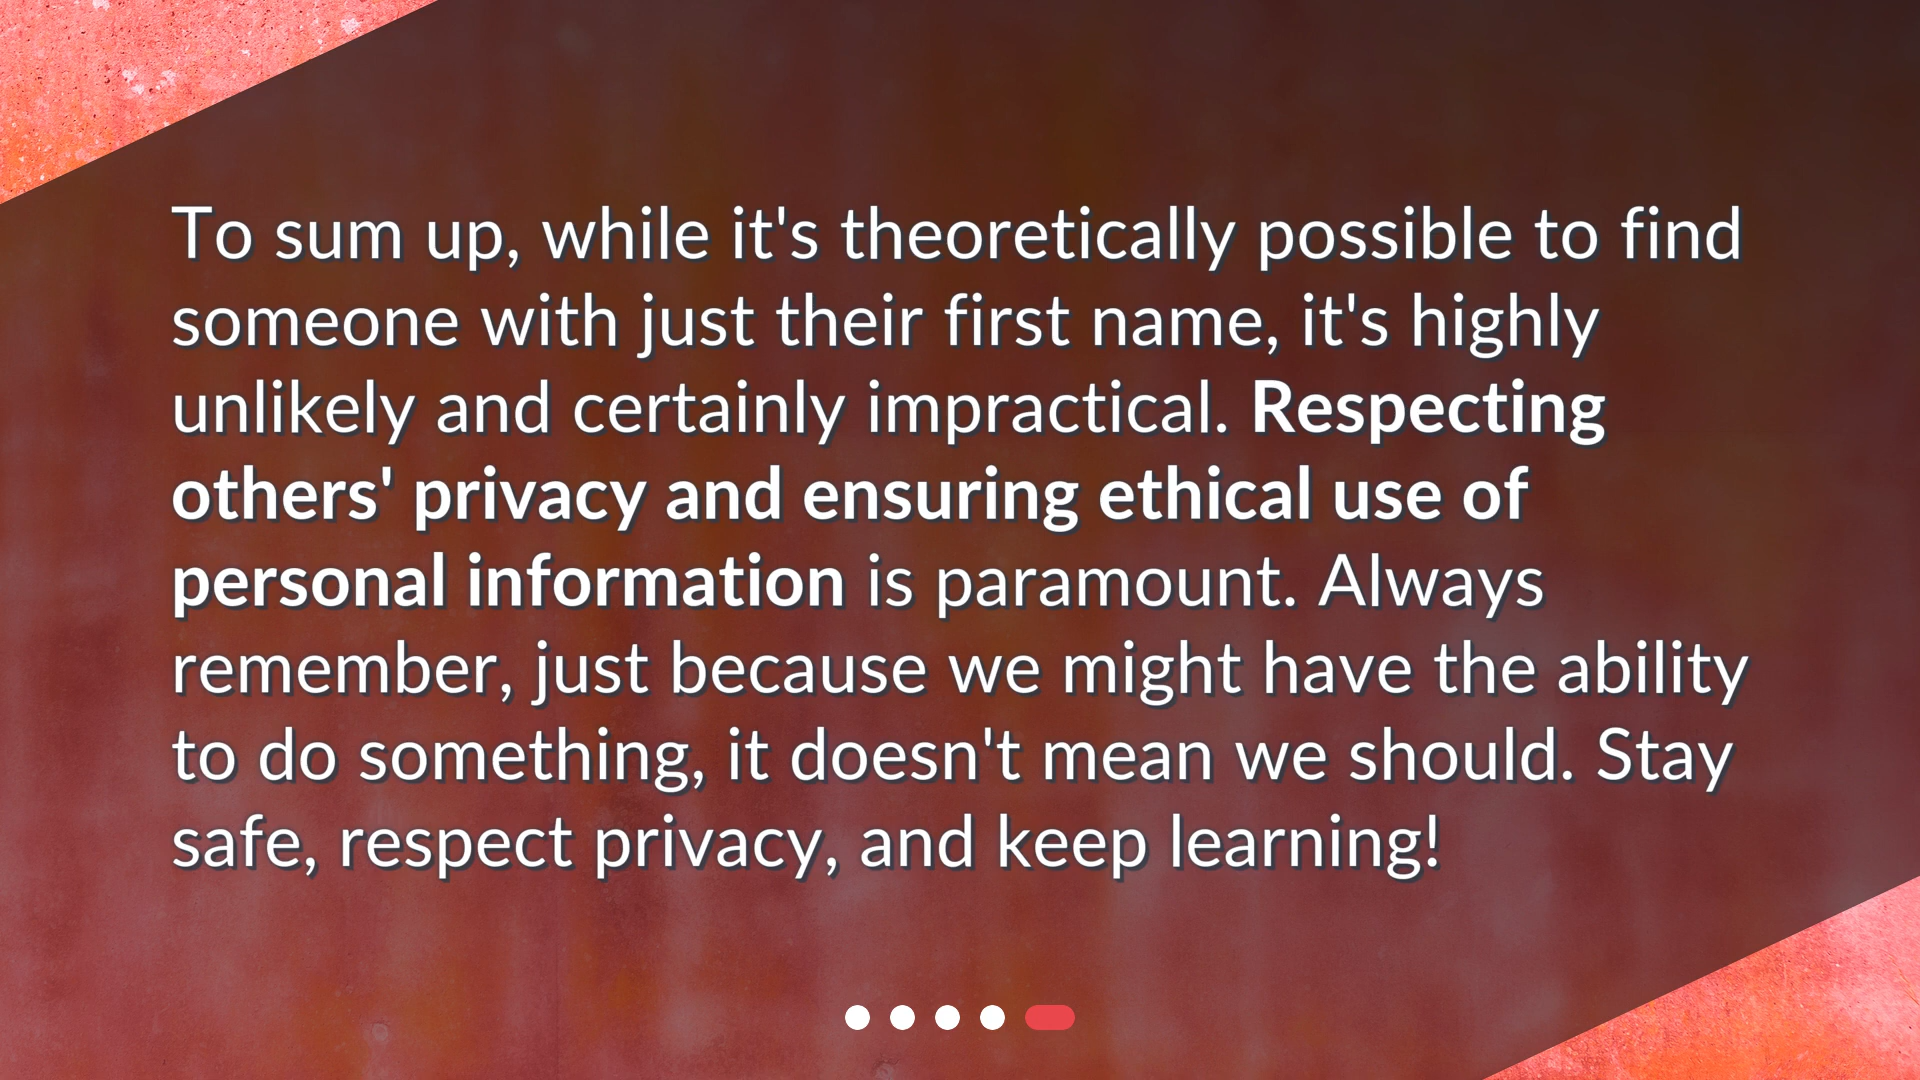 To sum up, while it's theoretically possible to find
someone with just their first name, it's highly
unlikely and certainly impractical. Respecting
others' privacy and ensuring ethical use of
personal information is paramount. Always
remember, just because we might have the ability
to do something, it doesn't mean we should. Stay
safe, respect privacy, and keep learning!